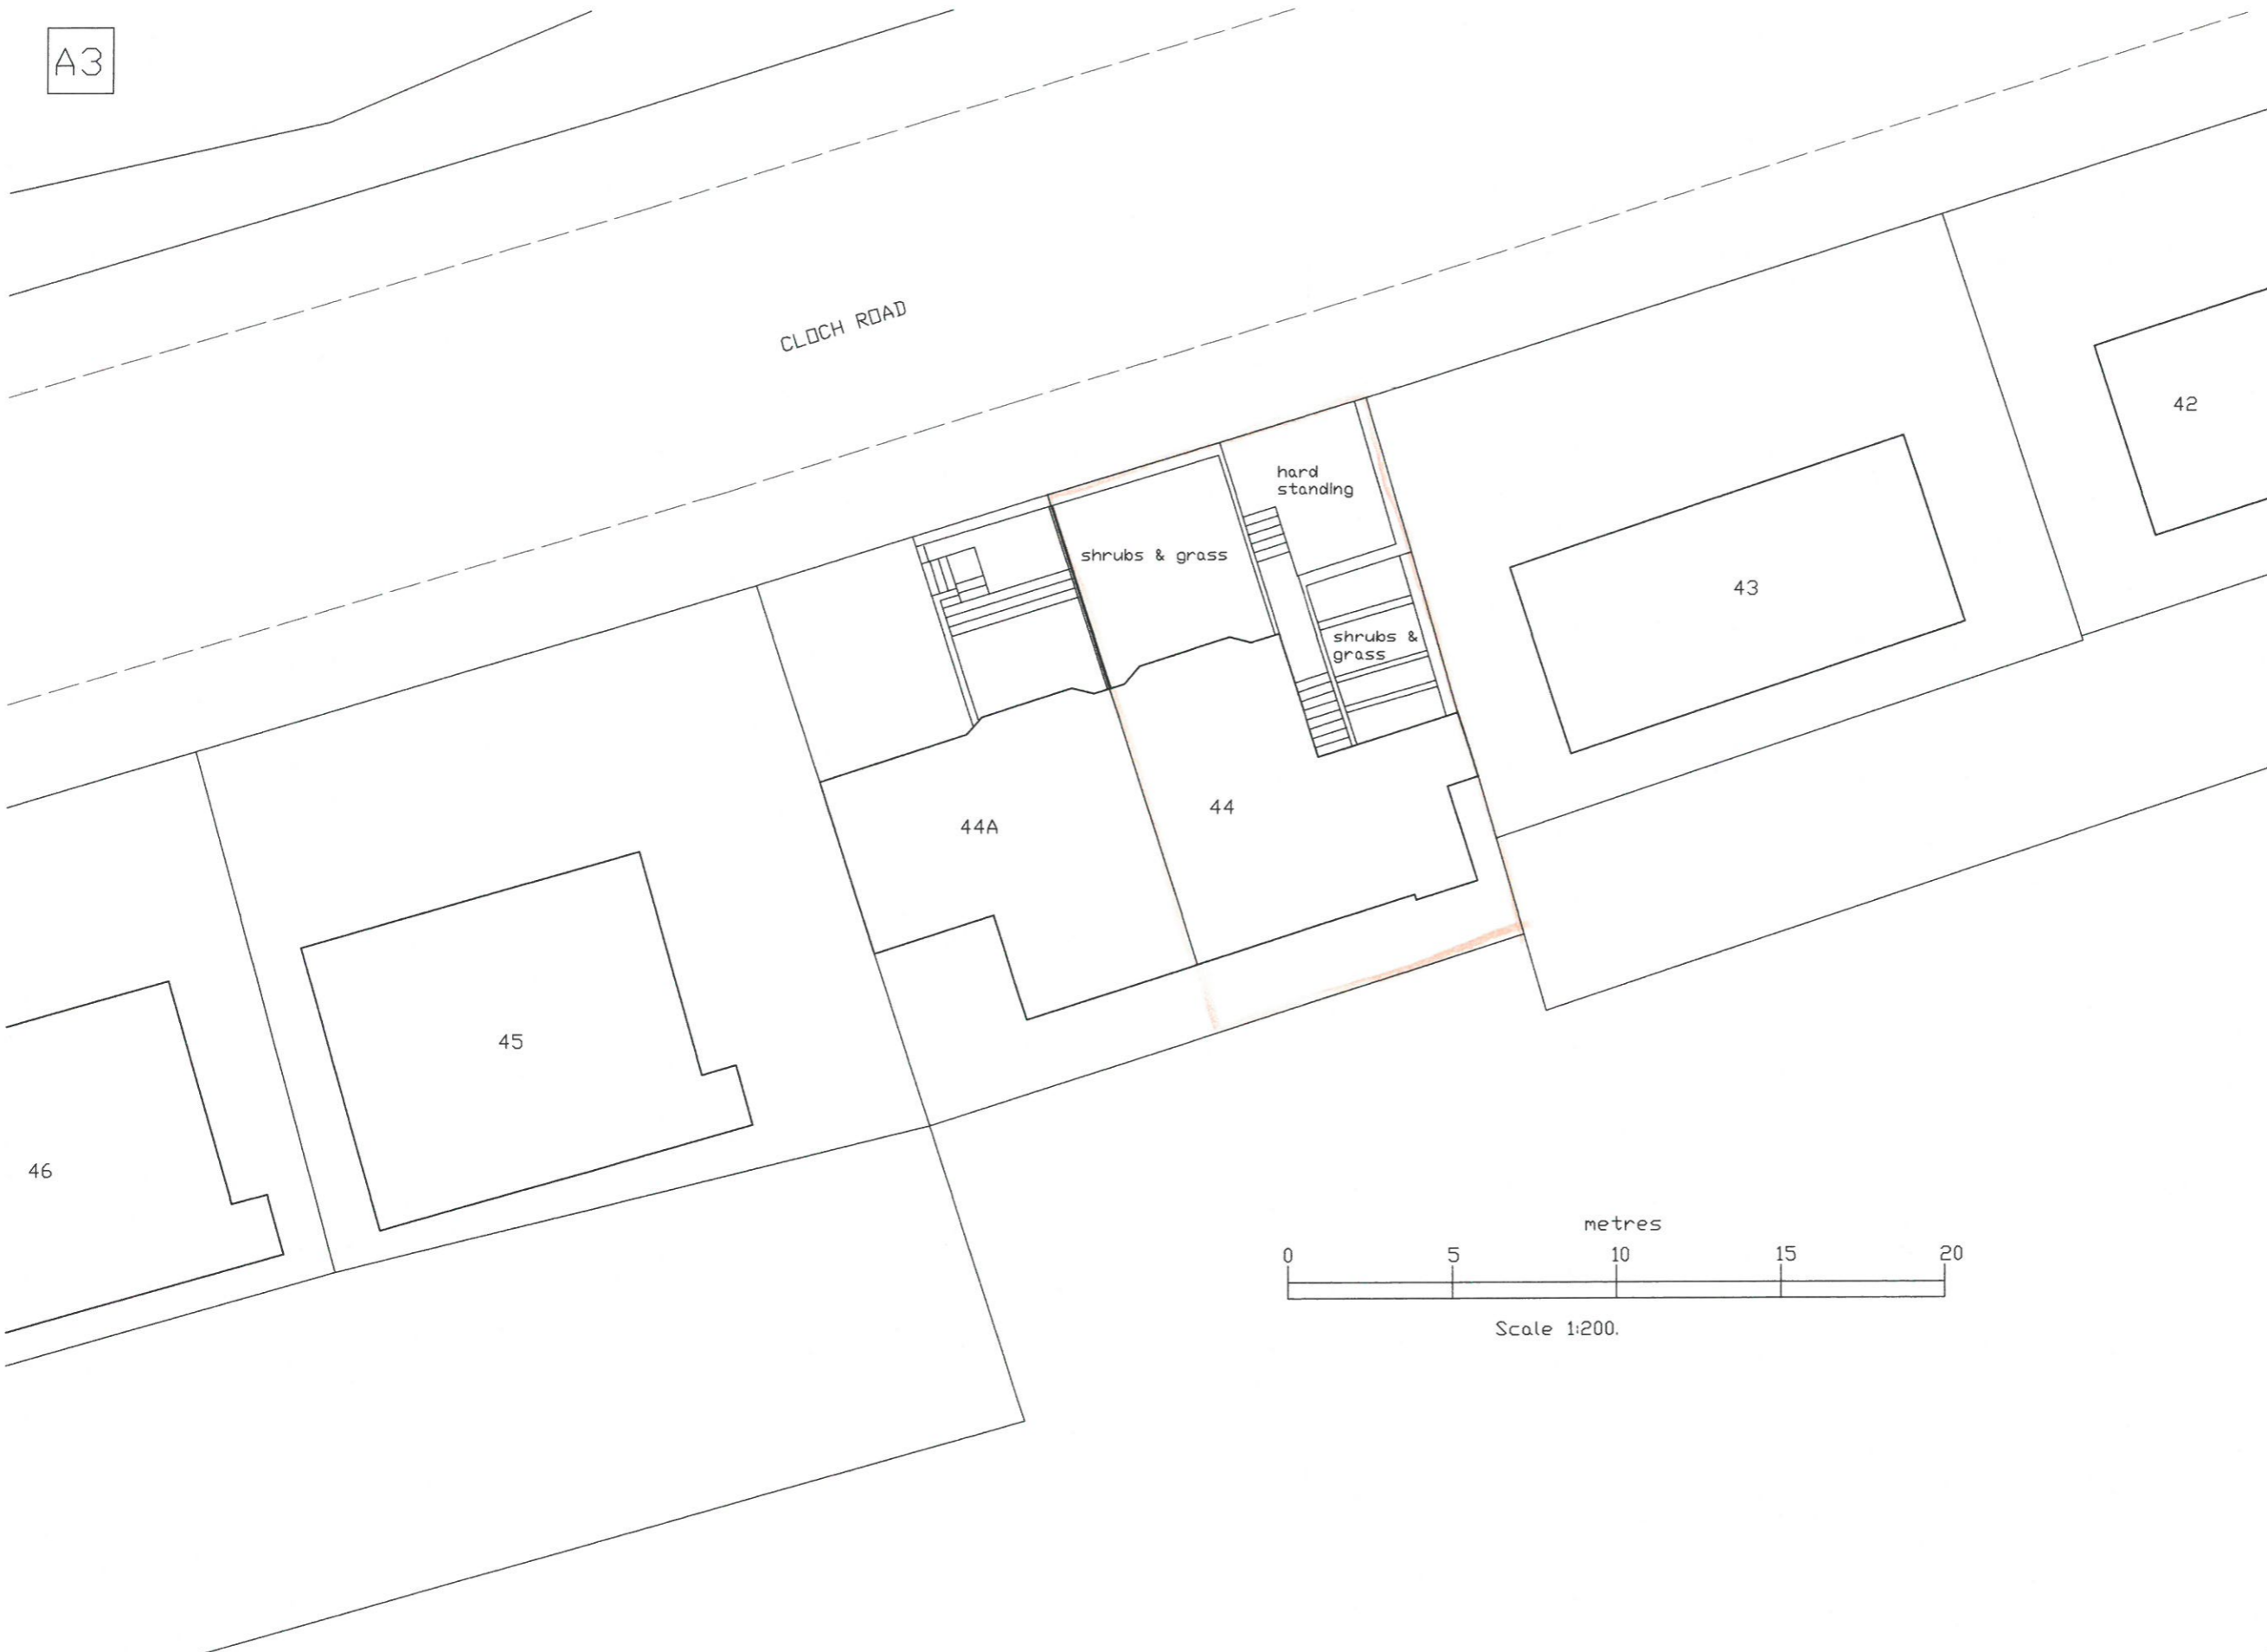 A3
CLOCH ROAD
42
hard
standing
shrubs & grass
43
shrubs &
grass
44
44A
45
46
metres
0 5 10 15 20
Scale 1:200.